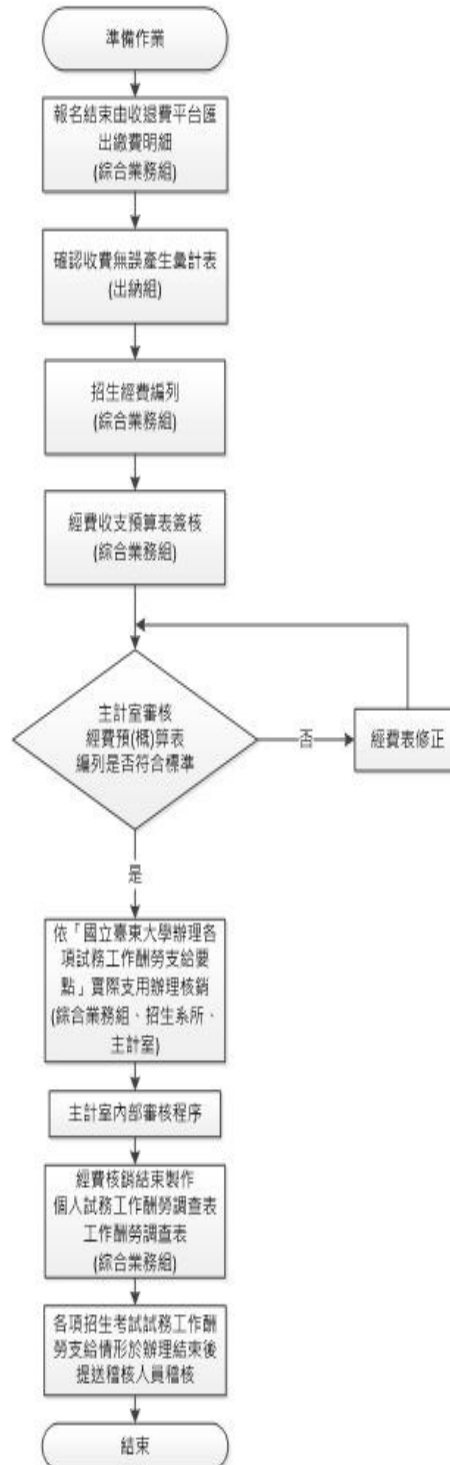 準備作業
報名結束由收退費平台匯
出繳費明細
(綜合業務組)
確認收費無誤產生彙計表
(出納組)
招生經費編列
(綜合業務組)
經費收支預算表簽核
(綜合業務組)
主計室審核
經費預(概)算表
編列是否符合標準
否
經費表修正
是
依「國立臺東大學辦理各
項試務工作酬勞支給要
點」實際支用辦理核銷
(綜合業務組、招生系所、
主計室)
主計室內部審核程序
經費核銷結束製作
個人試務工作酬勞調查表
工作酬勞調查表
(綜合業務組)
各項招生考試試務工作酬
勞支給情形於辦理結束後
提送稽核人員稽核
結束